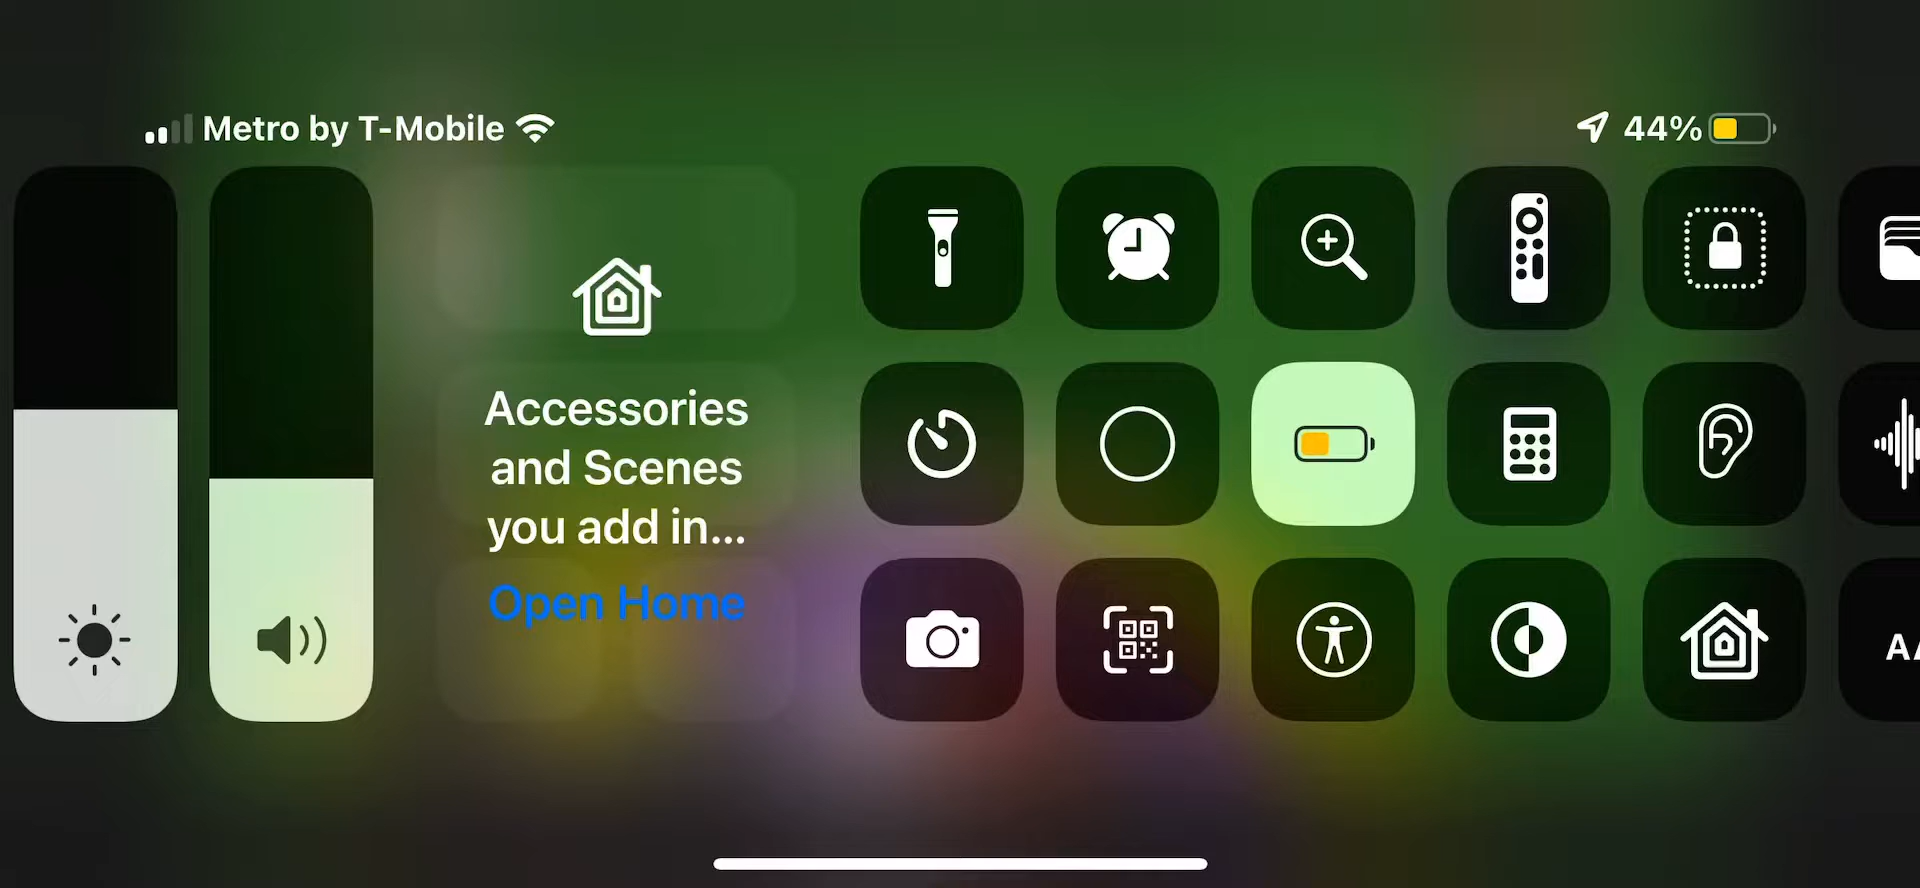 Metro by T-Mobile
44%
Accessories
and Scenes
you add in...
Open Home